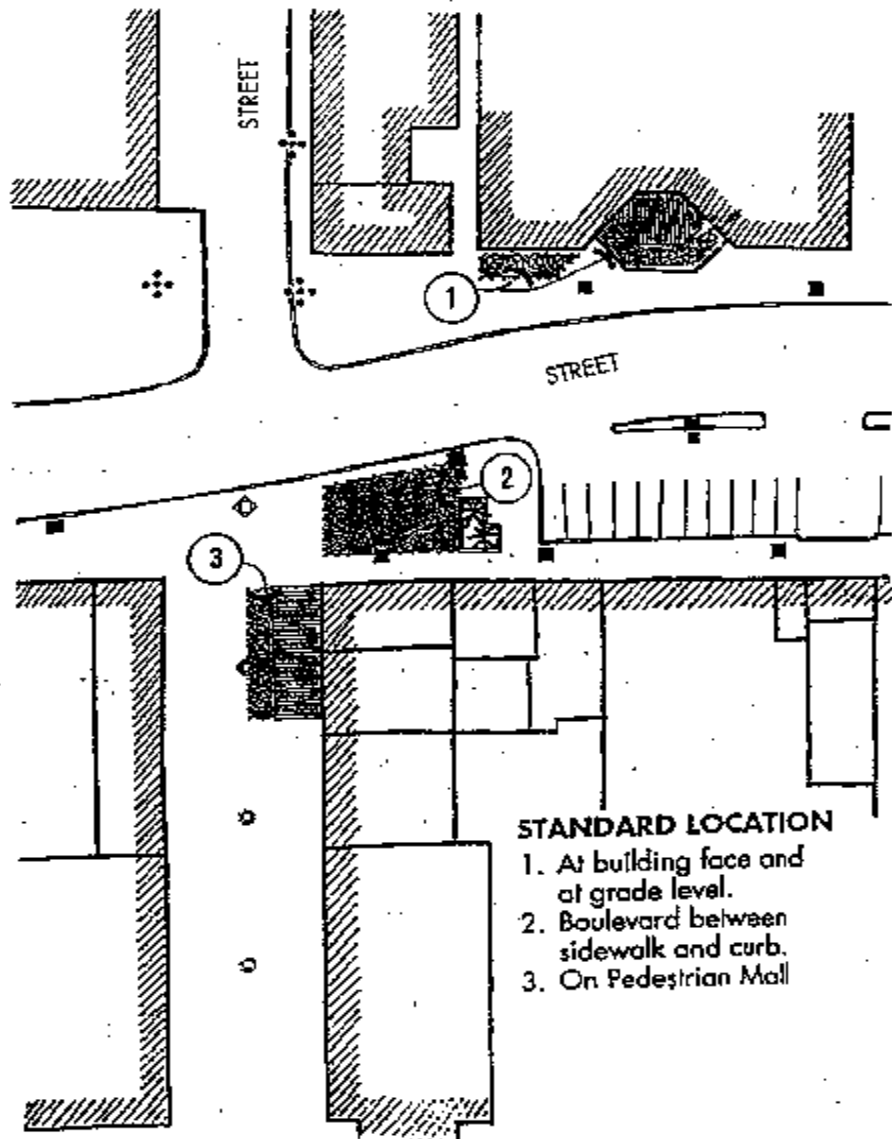 STREET
1
STREET
2
3
STANDARD LOCATION
1. At building face and
at grade level.
2. Boulevard between
sidewalk and curb.
3. On Pedestrian Mall